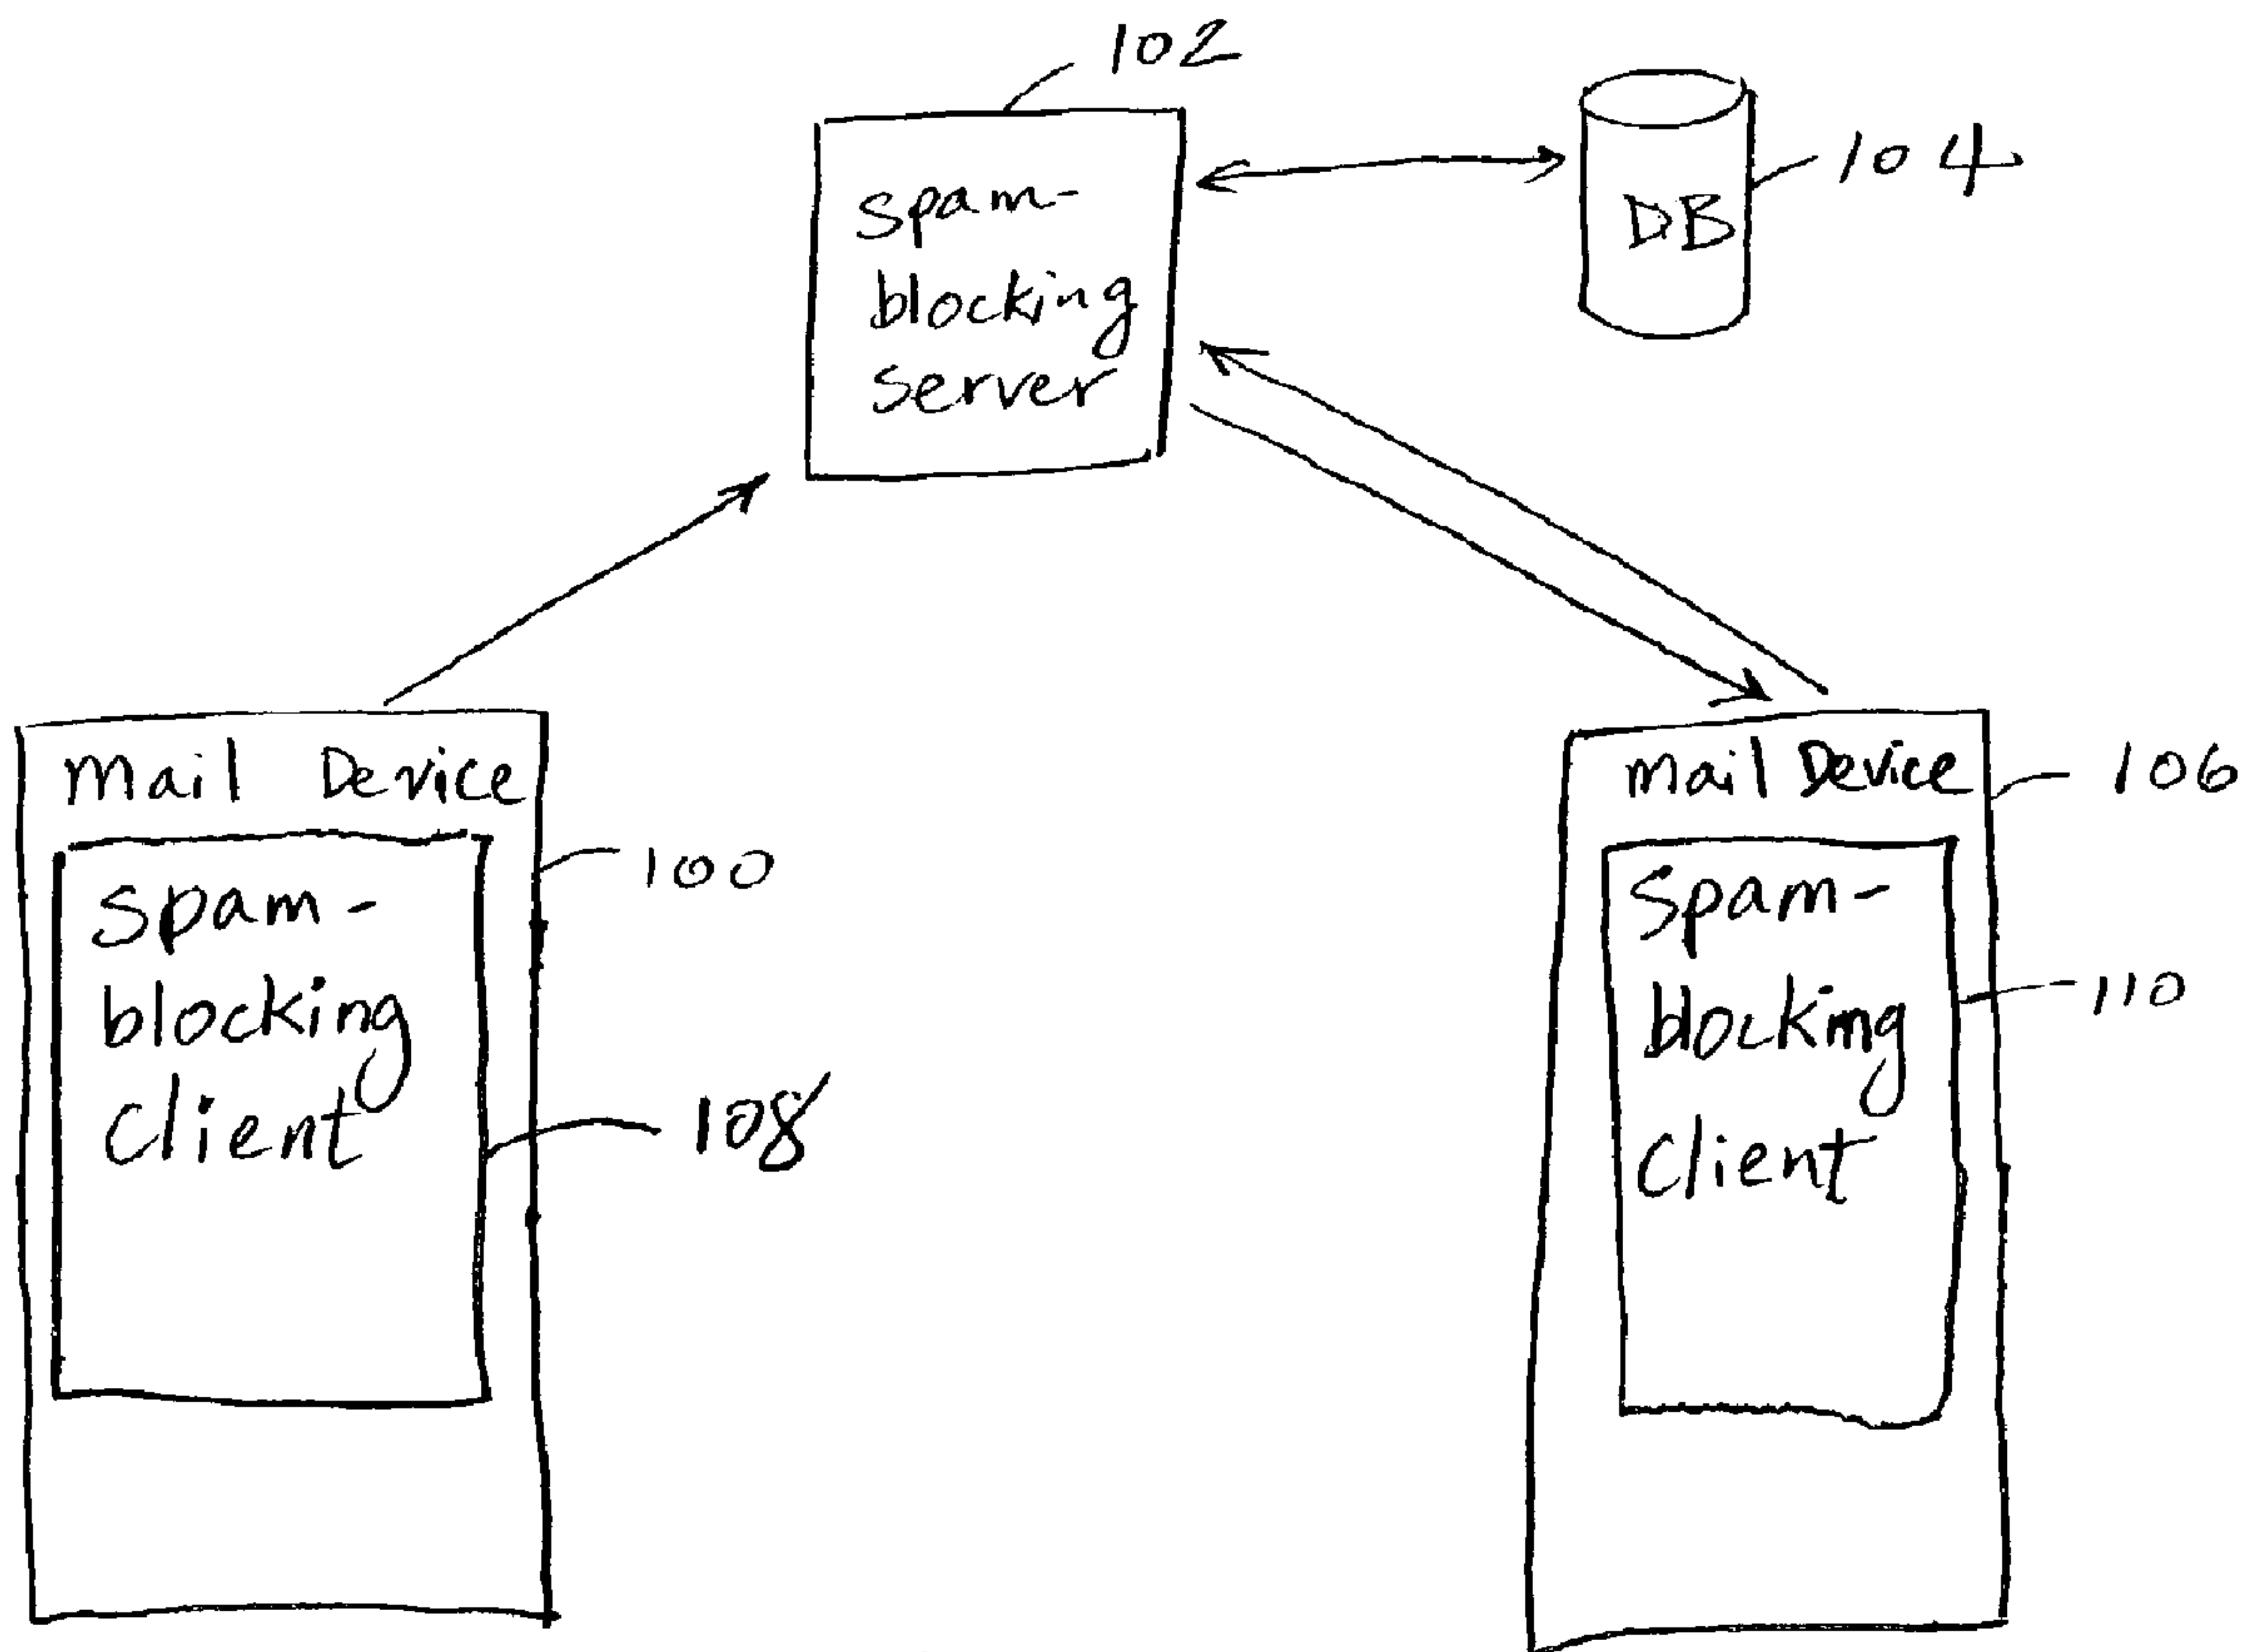 102
104
DB
Spam-
blocking
server
Mail Device
100
Spam-
blocking
Client
108
Mail Device
106
Spam-
blocking
Client
110